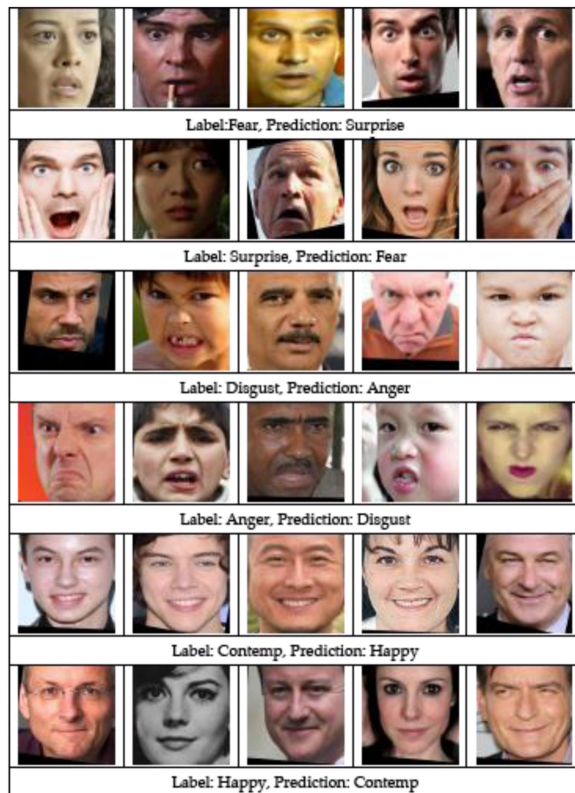 Label:Fear, Prediction: Surprise
Label: Surprise, Prediction: Fear
Label: Disgust, Prediction: Anger
Label: Anger, Prediction: Disgust
Label: Contemp, Prediction: Happy
Label: Happy, Prediction: Contemp